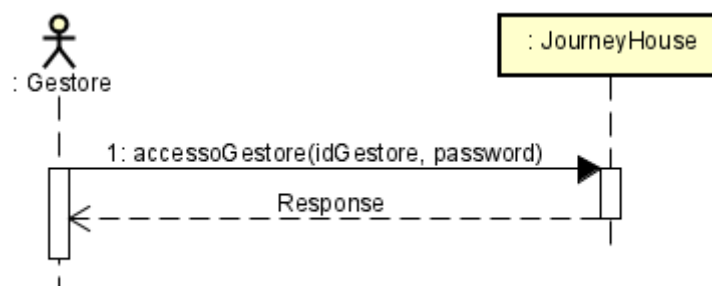 : JourneyHouse
: Gestore
1: accessoGestore(idGestore, password)
Response